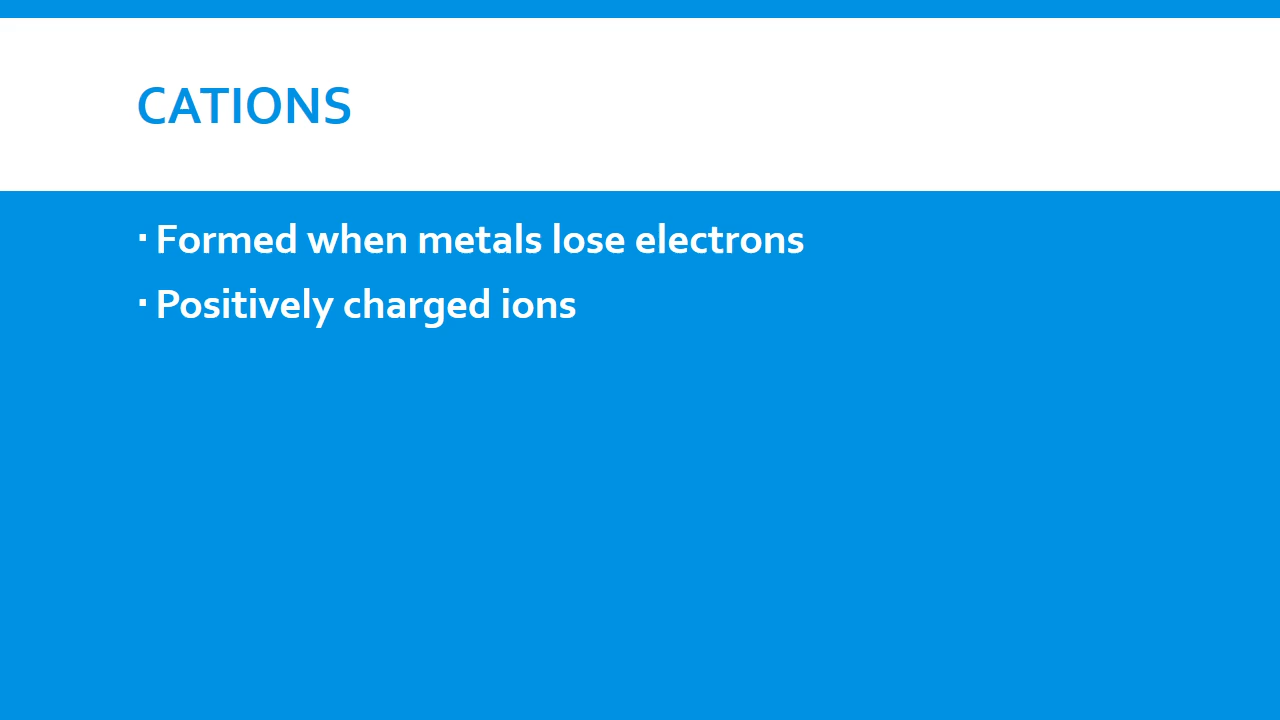 CATIONS
▪ Formed when metals lose electrons
▪ Positively charged ions